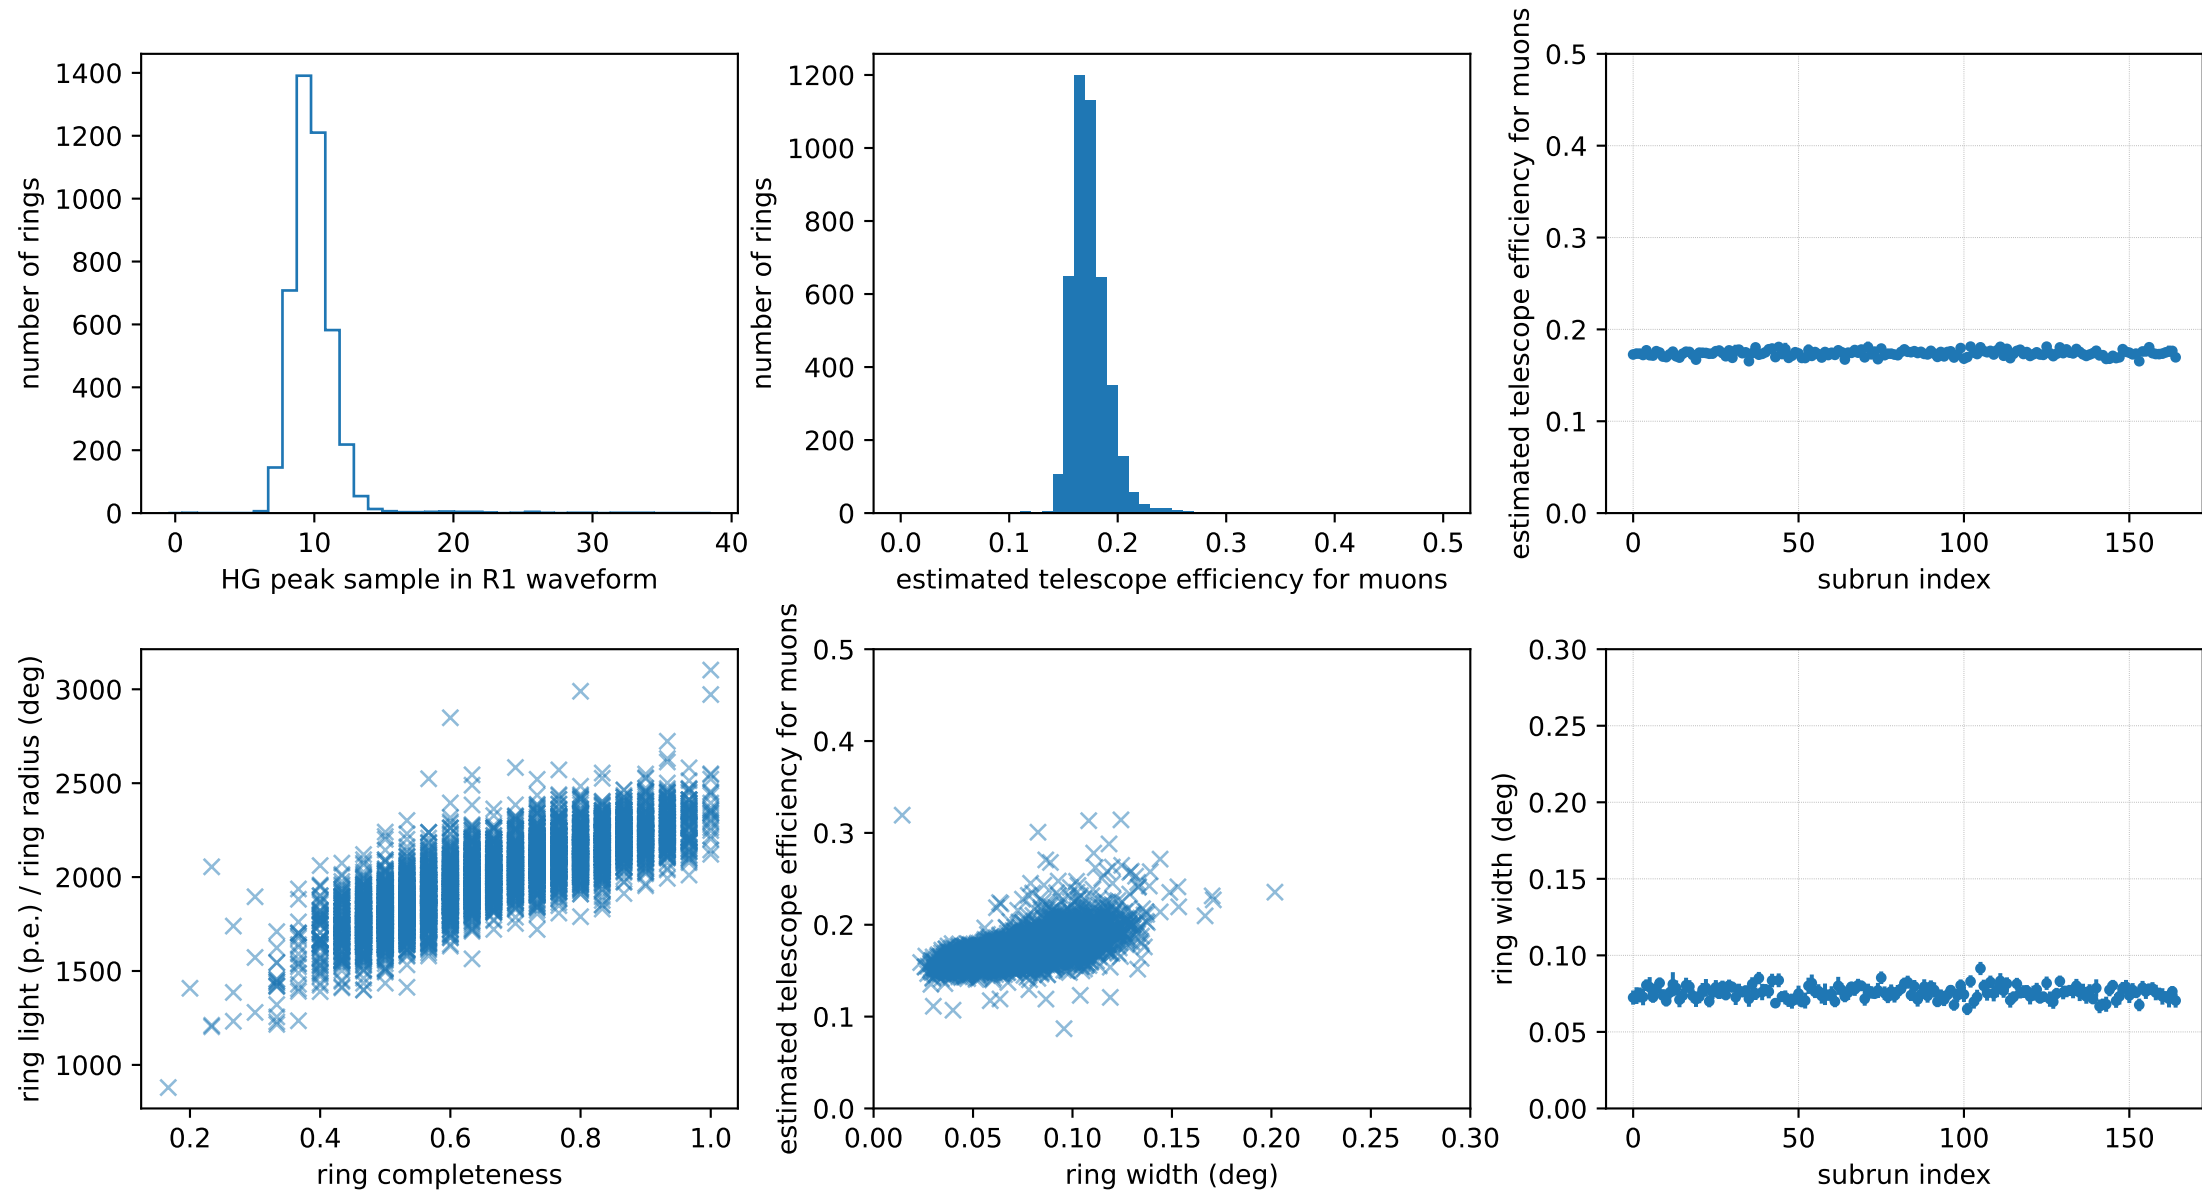 number of rings
1400
1200
1000
800
600
400
200
0
0 10 20 30 40
HG peak sample in R1 waveform
number of rings
1200
1000
800
600
400
200
0
0.0 0.1 0.2 0.3 0.4 0.5
estimated telescope efficiency for muons
estimated telescope efficiency for muons
0.5
0.4
0.3
0.2
0.1
0.0
0 50 100 150
subrun index
ring light (p.e.) / ring radius (deg)
3000
2500
2000
1500
1000
0.2 0.4 0.6 0.8 1.0
ring completeness
estimated telescope efficiency for muons
0.5
0.4
0.3
0.2
0.1
0.0
0.00 0.05 0.10 0.15 0.20 0.25 0.30
ring width (deg)
ring width (deg)
0.30
0.25
0.20
0.15
0.10
0.05
0.00
0 50 100 150
subrun index